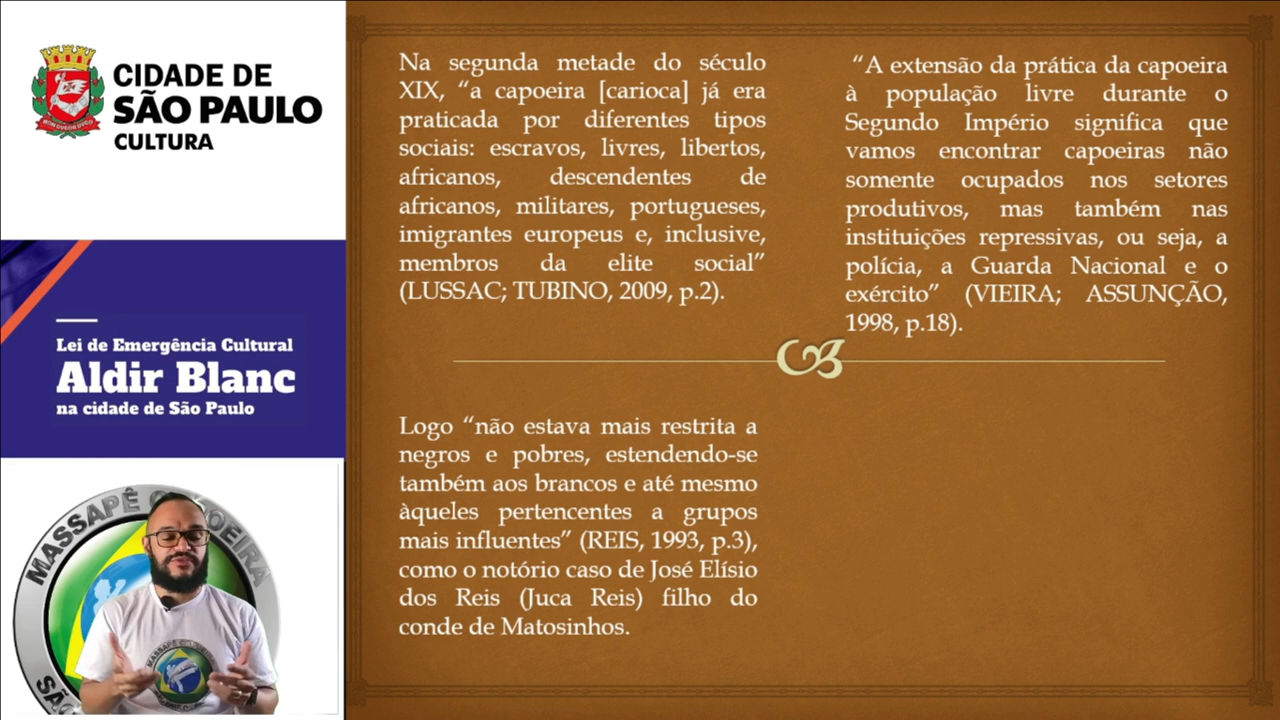 CIDADE DE
SÃO PAULO
CULTURA
Lei de Emergência Cultural
Aldir Blanc
na cidade de São Paulo
MASSAPÊ CAPOEIRA
Na segunda metade do século
XIX, “a capoeira [carioca] já era
praticada por diferentes tipos
sociais: escravos, livres, libertos,
africanos, descendentes de
africanos, militares, portugueses,
imigrantes europeus e, inclusive,
membros da elite social”
(LUSSAC; TUBINO, 2009, p.2).
“A extensão da prática da capoeira
à população livre durante o
Segundo Império significa que
vamos encontrar capoeiras não
somente ocupados nos setores
produtivos, mas também nas
instituições repressivas, ou seja, a
polícia, a Guarda Nacional e o
exército” (VIEIRA; ASSUNÇÃO,
1998, p.18).
Logo “não estava mais restrita a
negros e pobres, estendendo-se
também aos brancos e até mesmo
àqueles pertencentes a grupos
mais influentes” (REIS, 1993, p.3),
como o notório caso de José Elísio
dos Reis (Juca Reis) filho do
conde de Matosinhos.